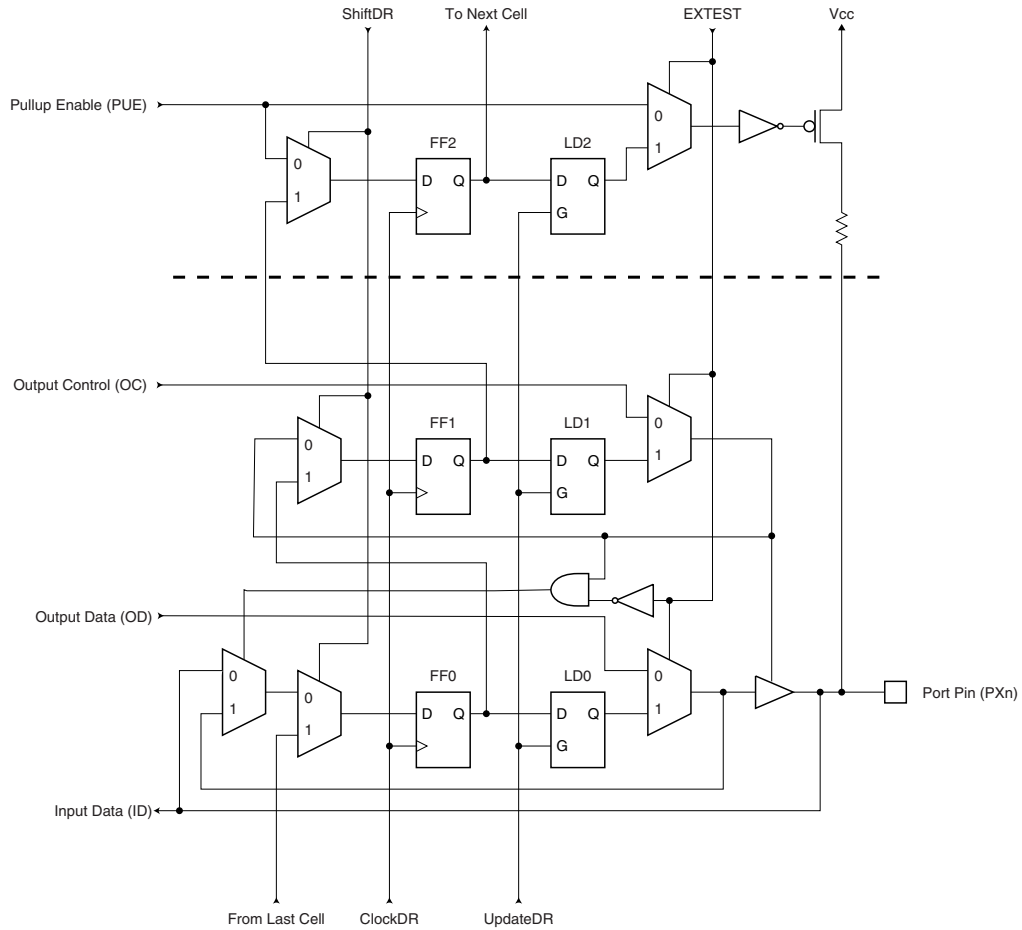 ShiftDR
To Next Cell
EXTEST
Vcc
Pullup Enable (PUE)
0
1
FF2
D Q
LD2
D Q
G
0
1
Output Control (OC)
0
1
FF1
D Q
LD1
D Q
G
0
1
Output Data (OD)
0
1
0
1
FF0
D Q
LD0
D Q
G
0
1
Port Pin (PXn)
Input Data (ID)
From Last Cell
ClockDR
UpdateDR